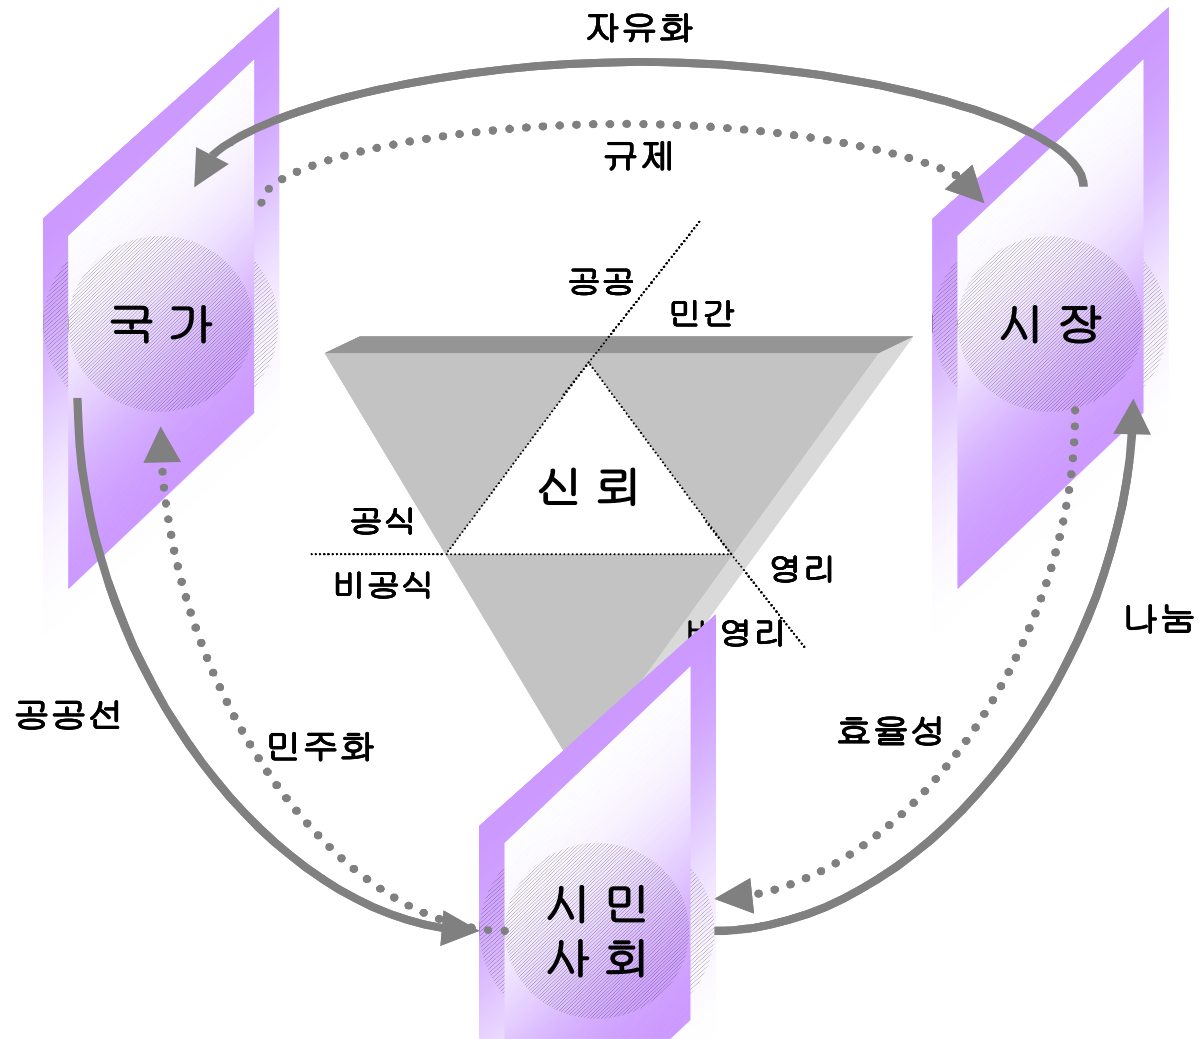 자유화
규제
공공
민간
국 가
시 장
신 뢰
공식
비공식
영리
비영리
나눔
공공선
민주화
효율성
시 민
사 회